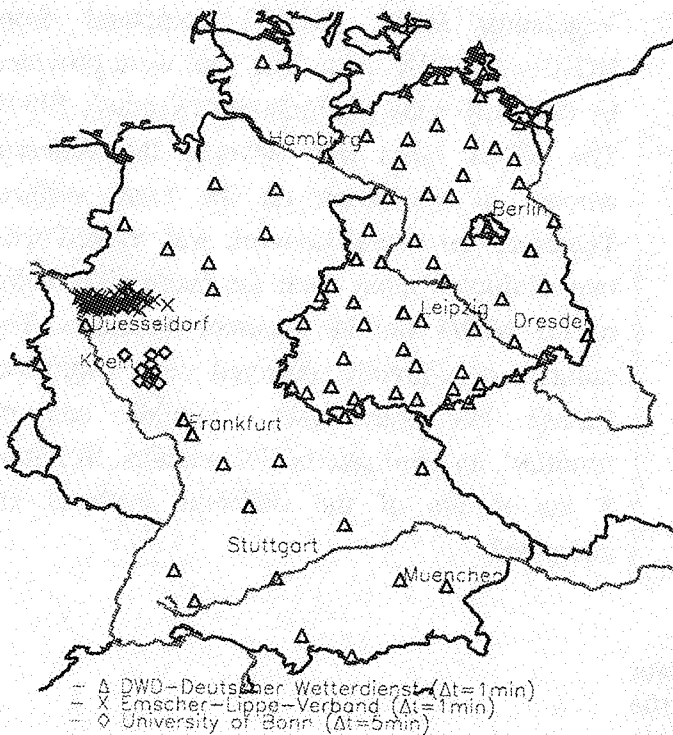 Hamburg
Berlin
Leipzig
Dresden
Duesseldorf
Koeln
Frankfurt
Stuttgart
Muenchen
- Δ DWD-Deutscher Wetterdienst (Δt=1min)
- X Emscher-Lippe-Verband (Δt=1min)
- ◇ University of Bonn (Δt=5min)